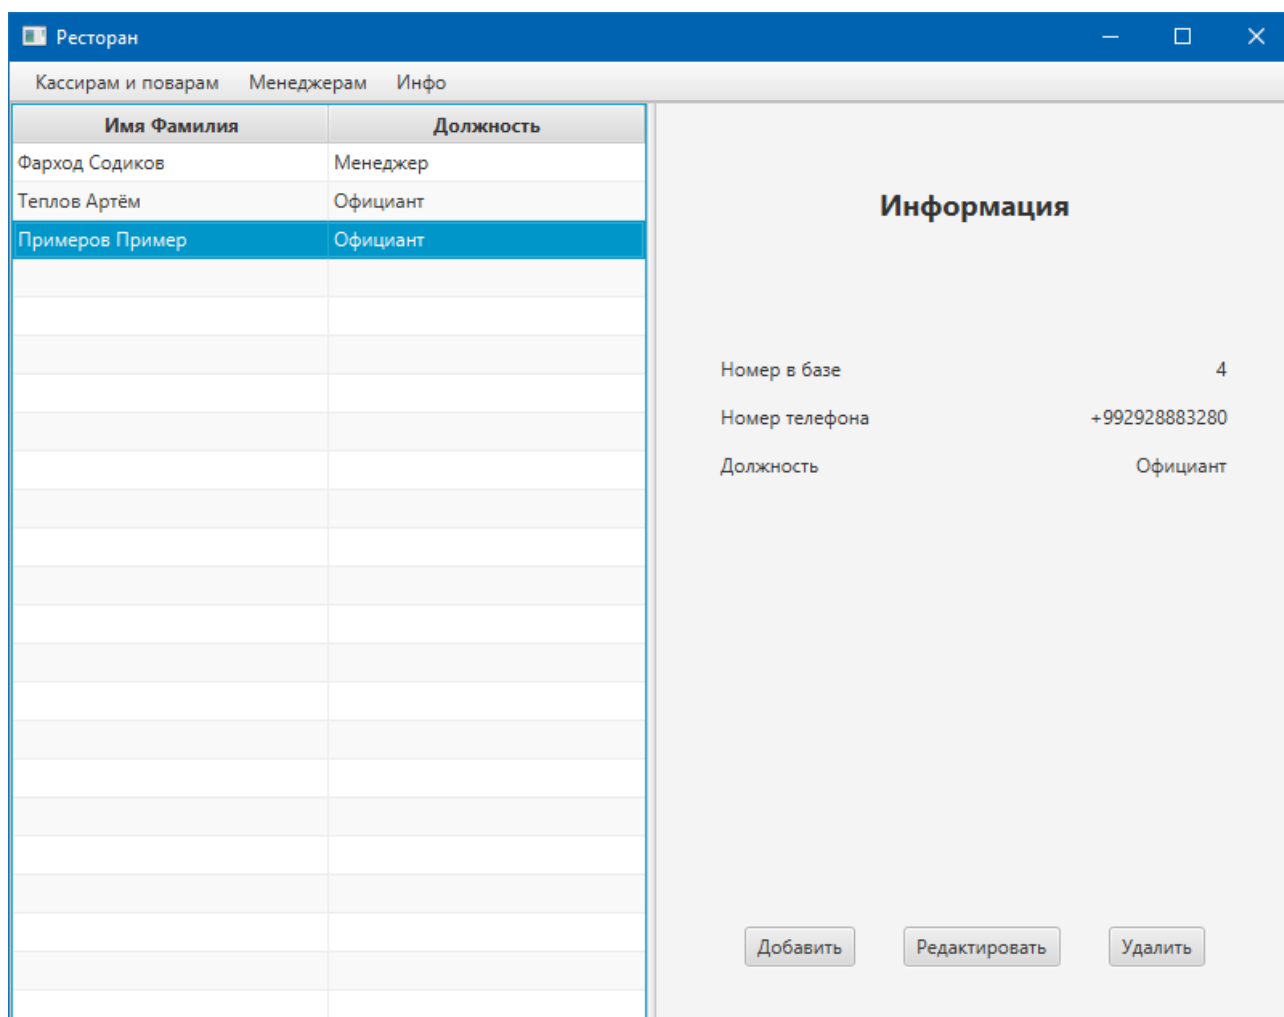 Ресторан
Кассирам и поварам Менеджерам Инфо
Имя Фамилия Должность
Фарход Содиков Менеджер
Теплов Артём Официант
Примеров Пример Официант
Информация
Номер в базе 4
Номер телефона +992928883280
Должность Официант
Добавить Редактировать Удалить